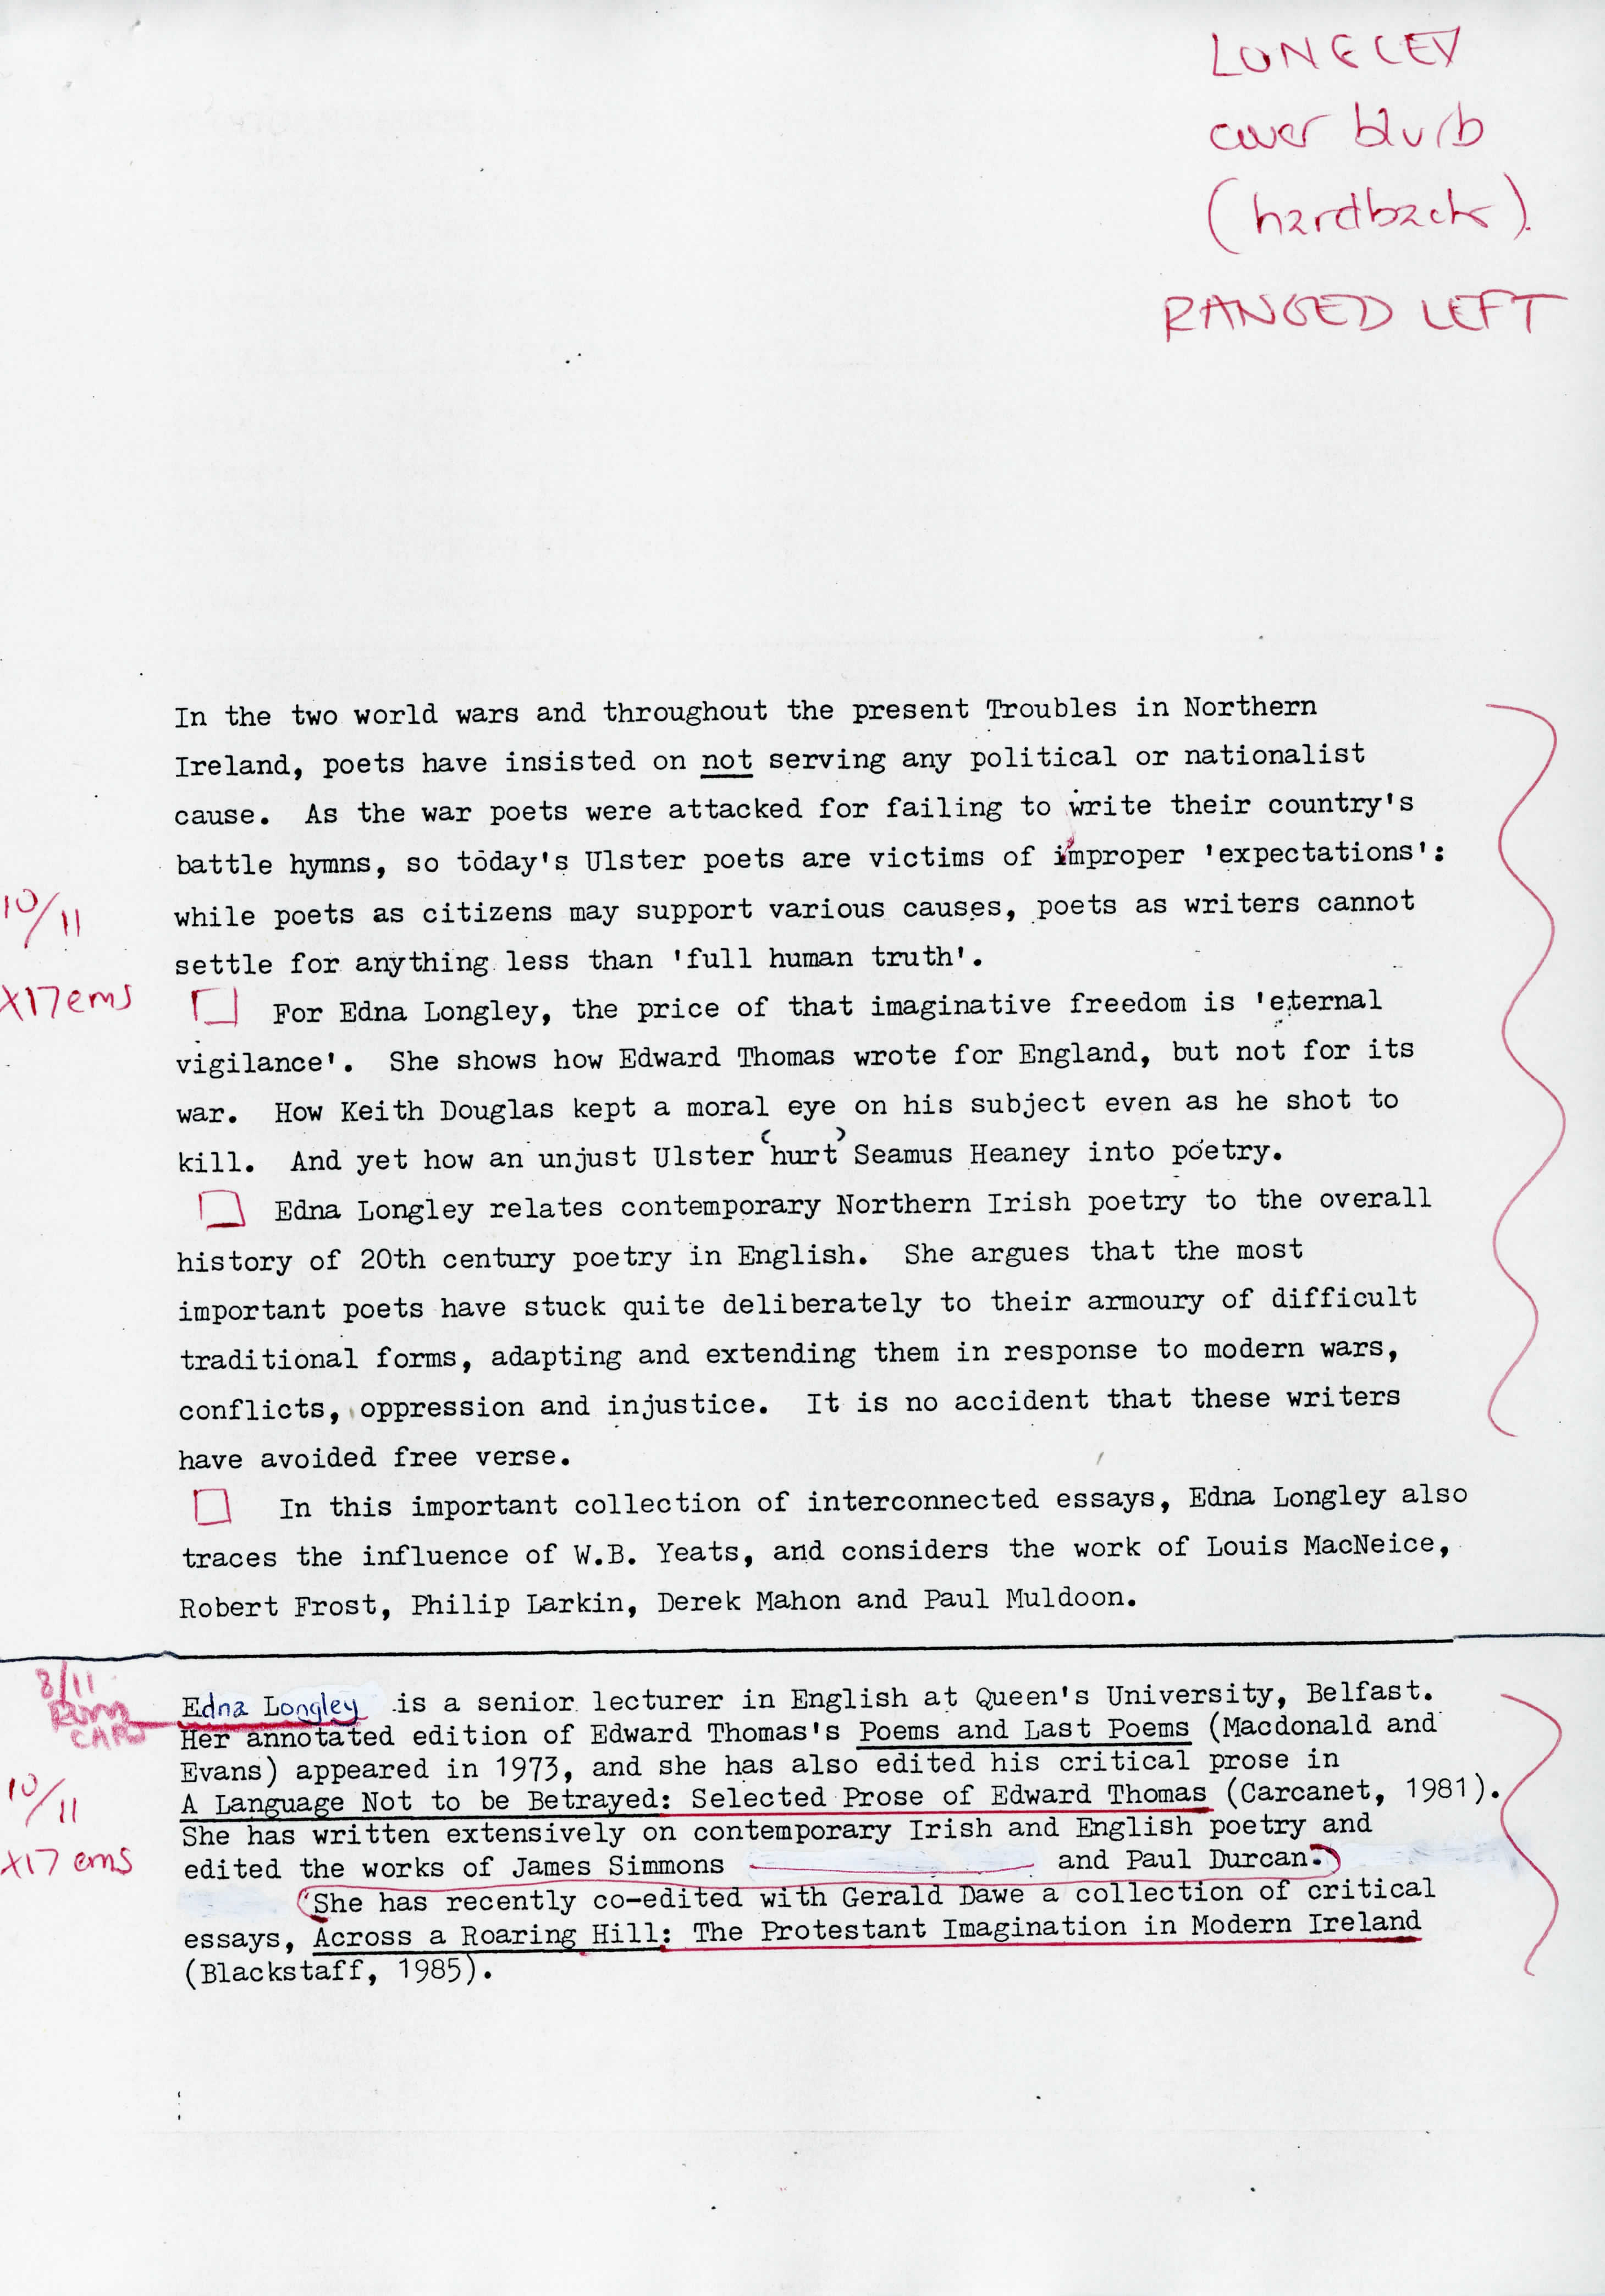 LONGLEY
cover blurb
(hardback).
RANGED LEFT
In the two world wars and throughout the present Troubles in Northern
Ireland, poets have insisted on not serving any political or nationalist
cause. As the war poets were attacked for failing to write their country's
battle hymns, so today's Ulster poets are victims of improper 'expectations':
10/11
while poets as citizens may support various causes, poets as writers cannot
settle for anything less than 'full human truth'.
x17 ems
For Edna Longley, the price of that imaginative freedom is 'eternal
vigilance'. She shows how Edward Thomas wrote for England, but not for its
war. How Keith Douglas kept a moral eye on his subject even as he shot to
kill. And yet how an unjust Ulster 'hurt' Seamus Heaney into poetry.
Edna Longley relates contemporary Northern Irish poetry to the overall
history of 20th century poetry in English. She argues that the most
important poets have stuck quite deliberately to their armoury of difficult
traditional forms, adapting and extending them in response to modern wars,
conflicts, oppression and injustice. It is no accident that these writers
have avoided free verse.
In this important collection of interconnected essays, Edna Longley also
traces the influence of W.B. Yeats, and considers the work of Louis MacNeice,
Robert Frost, Philip Larkin, Derek Mahon and Paul Muldoon.
8/11
CAPS
Edna Longley is a senior lecturer in English at Queen's University, Belfast.
Her annotated edition of Edward Thomas's Poems and Last Poems (Macdonald and
Evans) appeared in 1973, and she has also edited his critical prose in
10/11
A Language Not to be Betrayed: Selected Prose of Edward Thomas (Carcanet, 1981).
She has written extensively on contemporary Irish and English poetry and
x17 ems
edited the works of James Simmons and Paul Durcan.
She has recently co-edited with Gerald Dawe a collection of critical
essays, Across a Roaring Hill: The Protestant Imagination in Modern Ireland
(Blackstaff, 1985).